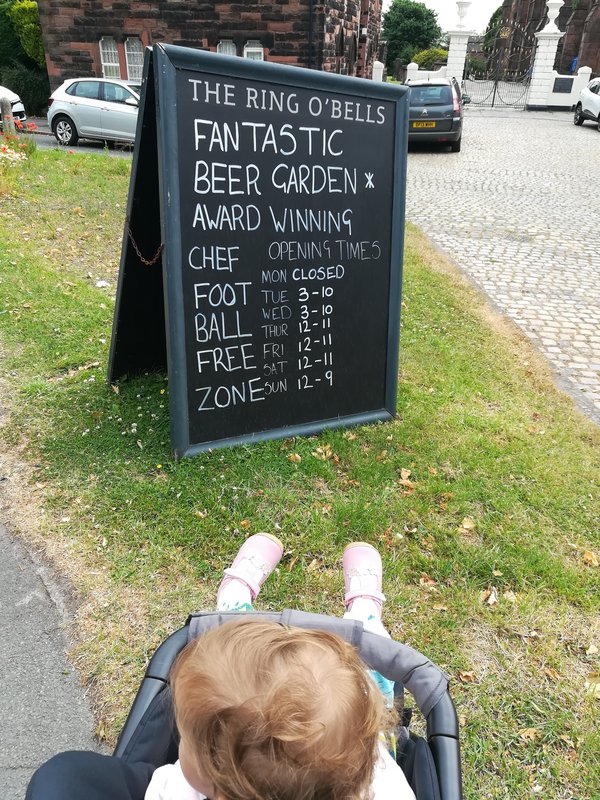 THE RING O'BELLS
FANTASTIC
BEER GARDEN *
AWARD WINNING
CHEF
FOOT
BALL
FREE
ZONE
OPENING TIMES
MON CLOSED
TUE 3-10
WED 3-10
THUR 12-11
FRI 12-11
SAT 12-11
SUN 12-9